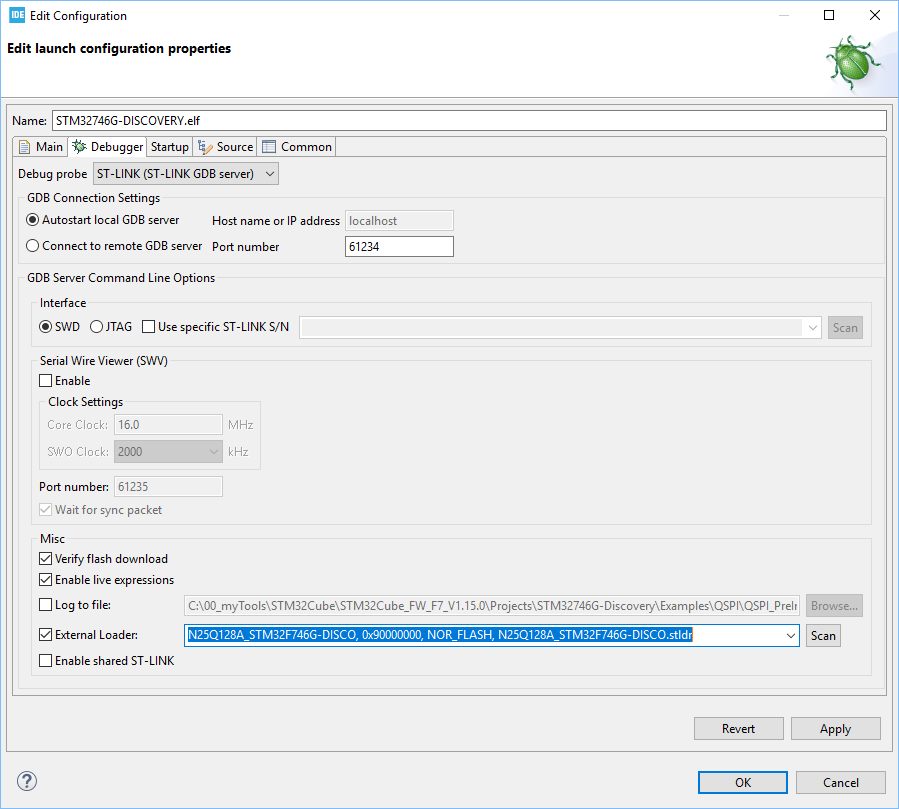 IDE Edit Configuration
Edit launch configuration properties
Name: STM32746G-DISCOVERY.elf
Main Debugger Startup Source Common
Debug probe ST-LINK (ST-LINK GDB server)
GDB Connection Settings
Autostart local GDB server Host name or IP address localhost
Connect to remote GDB server Port number 61234
GDB Server Command Line Options
Interface
SWD JTAG Use specific ST-LINK S/N Scan
Serial Wire Viewer (SWV)
Enable
Clock Settings
Core Clock: 16.0 MHz
SWO Clock: 2000 kHz
Port number: 61235
Wait for sync packet
Misc
Verify flash download
Enable live expressions
Log to file: C:\00_myTools\STM32Cube\STM32Cube_FW_F7_V1.15.0\Projects\STM32746G-Discovery\Examples\QSPI\QSPI_PreIn Browse...
External Loader: N25Q128A_STM32F746G-DISCO, 0x90000000, NOR_FLASH, N25Q128A_STM32F746G-DISCO.stldr Scan
Enable shared ST-LINK
Revert Apply
? OK Cancel